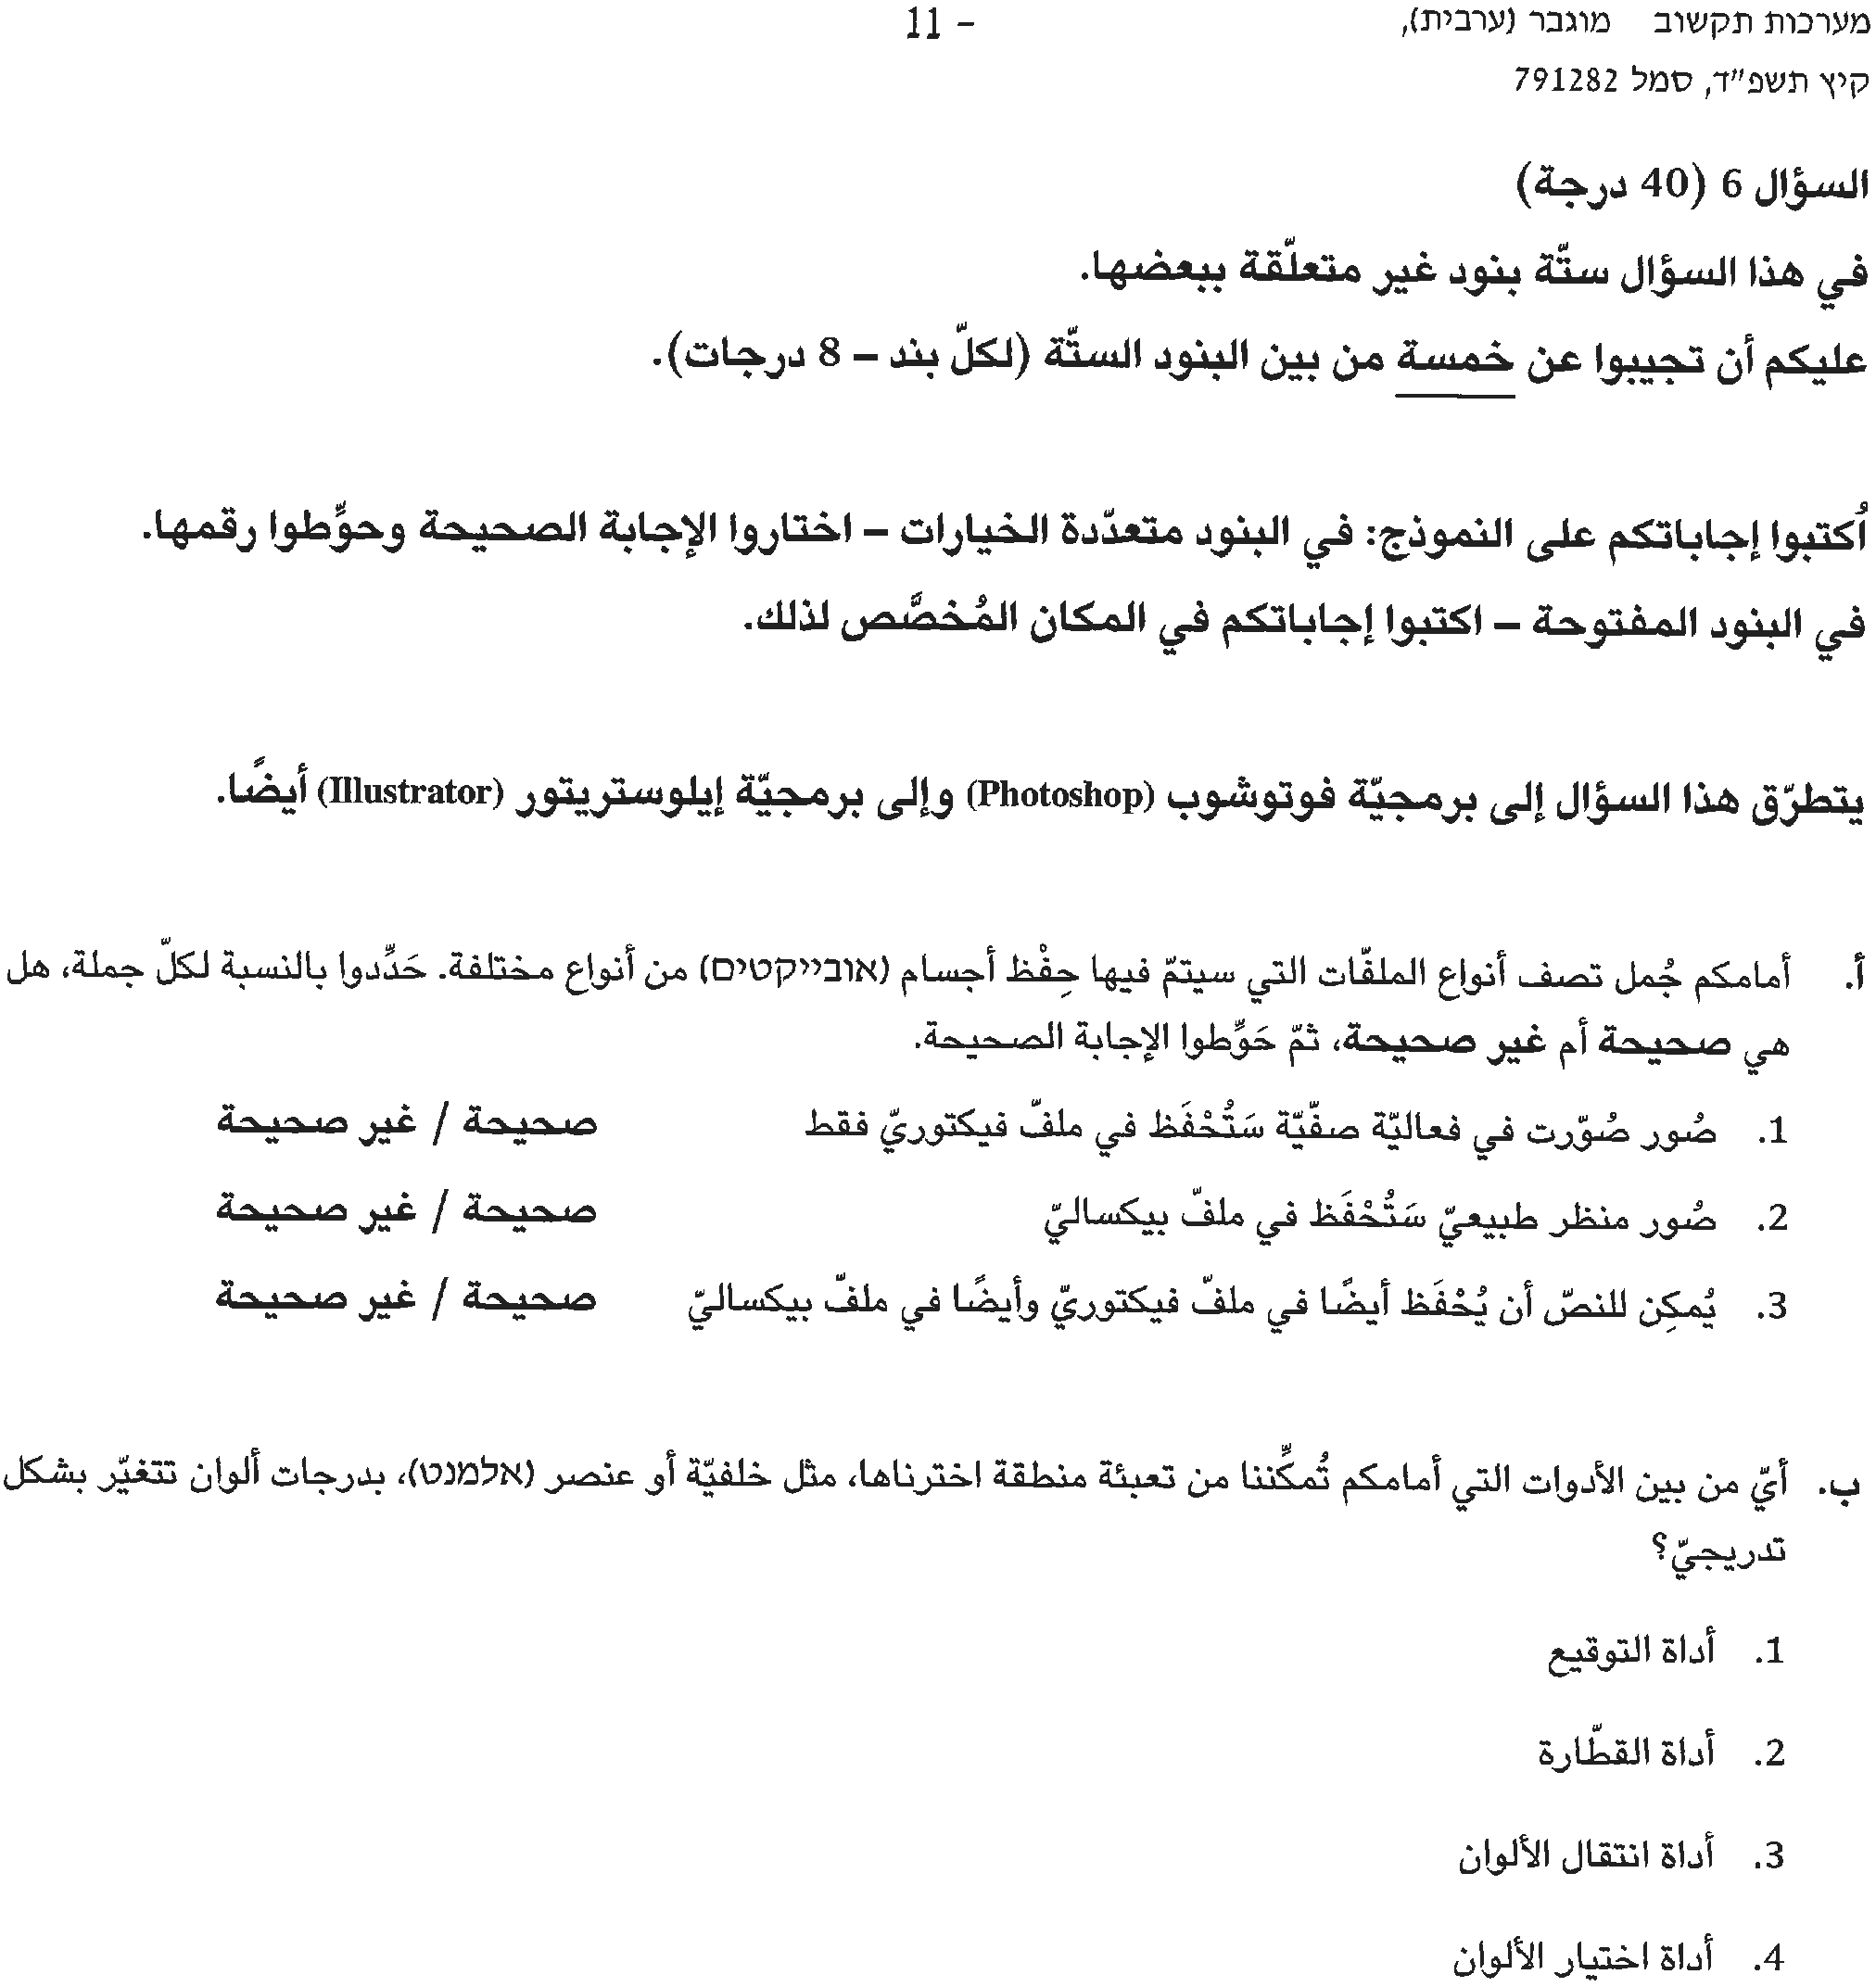 מערכות תקשוב מוגבר (ערבית),
- 11
קיץ תשפ"ד, סמל 791282
السؤال 6 (40 درجة)
في هذا السؤال ستّة بنود غير متعلّقة ببعضها.
عليكم أن تجيبوا عن خمسة من بين البنود الستّة (لكلّ بند – 8 درجات).
اُكتبوا إجاباتكم على النموذج: في البنود متعدّدة الخيارات – اختاروا الإجابة الصحيحة وحوِّطوا رقمها.
في البنود المفتوحة – اكتبوا إجاباتكم في المكان المُخصَّص لذلك.
يتطرّق هذا السؤال إلى برمجيّة فوتوشوب (Photoshop) وإلى برمجيّة إيلوستريتور (Illustrator) أيضًا.
أ. أمامكم جُمل تصف أنواع الملفّات التي سيتمّ فيها حِفْظ أجسام (אובייקטים) من أنواع مختلفة. حَدِّدوا بالنسبة لكلّ جملة، هل
هي صحيحة أم غير صحيحة، ثمّ حَوِّطوا الإجابة الصحيحة.
1. صُور صُوّرت في فعاليّة صفّيّة سَتُحْفَظ في ملفّ فيكتوريّ فقط صحيحة / غير صحيحة
2. صُور منظر طبيعيّ سَتُحْفَظ في ملفّ بيكساليّ صحيحة / غير صحيحة
3. يُمكِن للنصّ أن يُحْفَظ أيضًا في ملفّ فيكتوريّ وأيضًا في ملفّ بيكساليّ صحيحة / غير صحيحة
ب. أيّ من بين الأدوات التي أمامكم تُمكِّننا من تعبئة منطقة اخترناها، مثل خلفيّة أو عنصر (אלמנט)، بدرجات ألوان تتغيّر بشكل
تدريجيّ؟
1. أداة التوقيع
2. أداة القطّارة
3. أداة انتقال الألوان
4. أداة اختيار الألوان